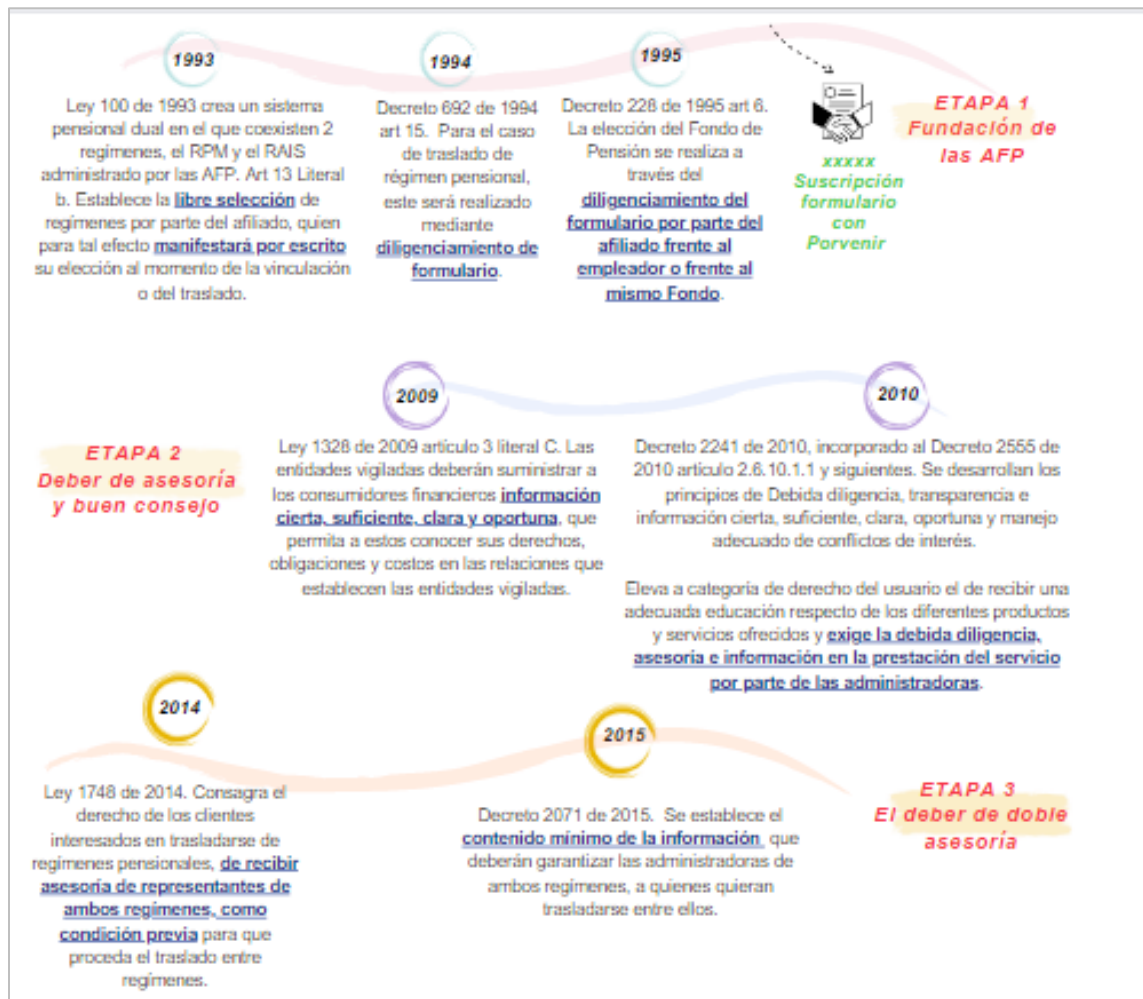 1993
Ley 100 de 1993 crea un sistema
pensional dual en el que coexisten 2
regímenes, el RPM y el RAIS
administrado por las AFP. Art 13 Literal
b. Establece la libre selección de
regímenes por parte del afiliado, quien
para tal efecto manifestará por escrito
su elección al momento de la vinculación
o del traslado.
1994
Decreto 692 de 1994
art 15. Para el caso
de traslado de
régimen pensional,
este será realizado
mediante
diligenciamiento de
formulario.
1995
Decreto 228 de 1995 art 6.
La elección del Fondo de
Pensión se realiza a
través del
diligenciamiento del
formulario por parte del
afiliado frente al
empleador o frente al
mismo Fondo.
xxxxx
Suscripción
formulario
con
Porvenir
ETAPA 1
Fundación de
las AFP
ETAPA 2
Deber de asesoría
y buen consejo
2009
Ley 1328 de 2009 artículo 3 literal C. Las
entidades vigiladas deberán suministrar a
los consumidores financieros información
cierta, suficiente, clara y oportuna, que
permita a estos conocer sus derechos,
obligaciones y costos en las relaciones que
establecen las entidades vigiladas.
2010
Decreto 2241 de 2010, incorporado al Decreto 2555 de
2010 artículo 2.6.10.1.1 y siguientes. Se desarrollan los
principios de Debida diligencia, transparencia e
información cierta, suficiente, clara, oportuna y manejo
adecuado de conflictos de interés.
Eleva a categoría de derecho del usuario el de recibir una
adecuada educación respecto de los diferentes productos
y servicios ofrecidos y exige la debida diligencia,
asesoría e información en la prestación del servicio
por parte de las administradoras.
2014
Ley 1748 de 2014. Consagra el
derecho de los clientes
interesados en trasladarse de
regímenes pensionales, de recibir
asesoría de representantes de
ambos regímenes, como
condición previa para que
proceda el traslado entre
regímenes.
2015
Decreto 2071 de 2015. Se establece el
contenido mínimo de la información que
deberán garantizar las administradoras de
ambos regímenes, a quienes quieran
trasladarse entre ellos.
ETAPA 3
El deber de doble
asesoría